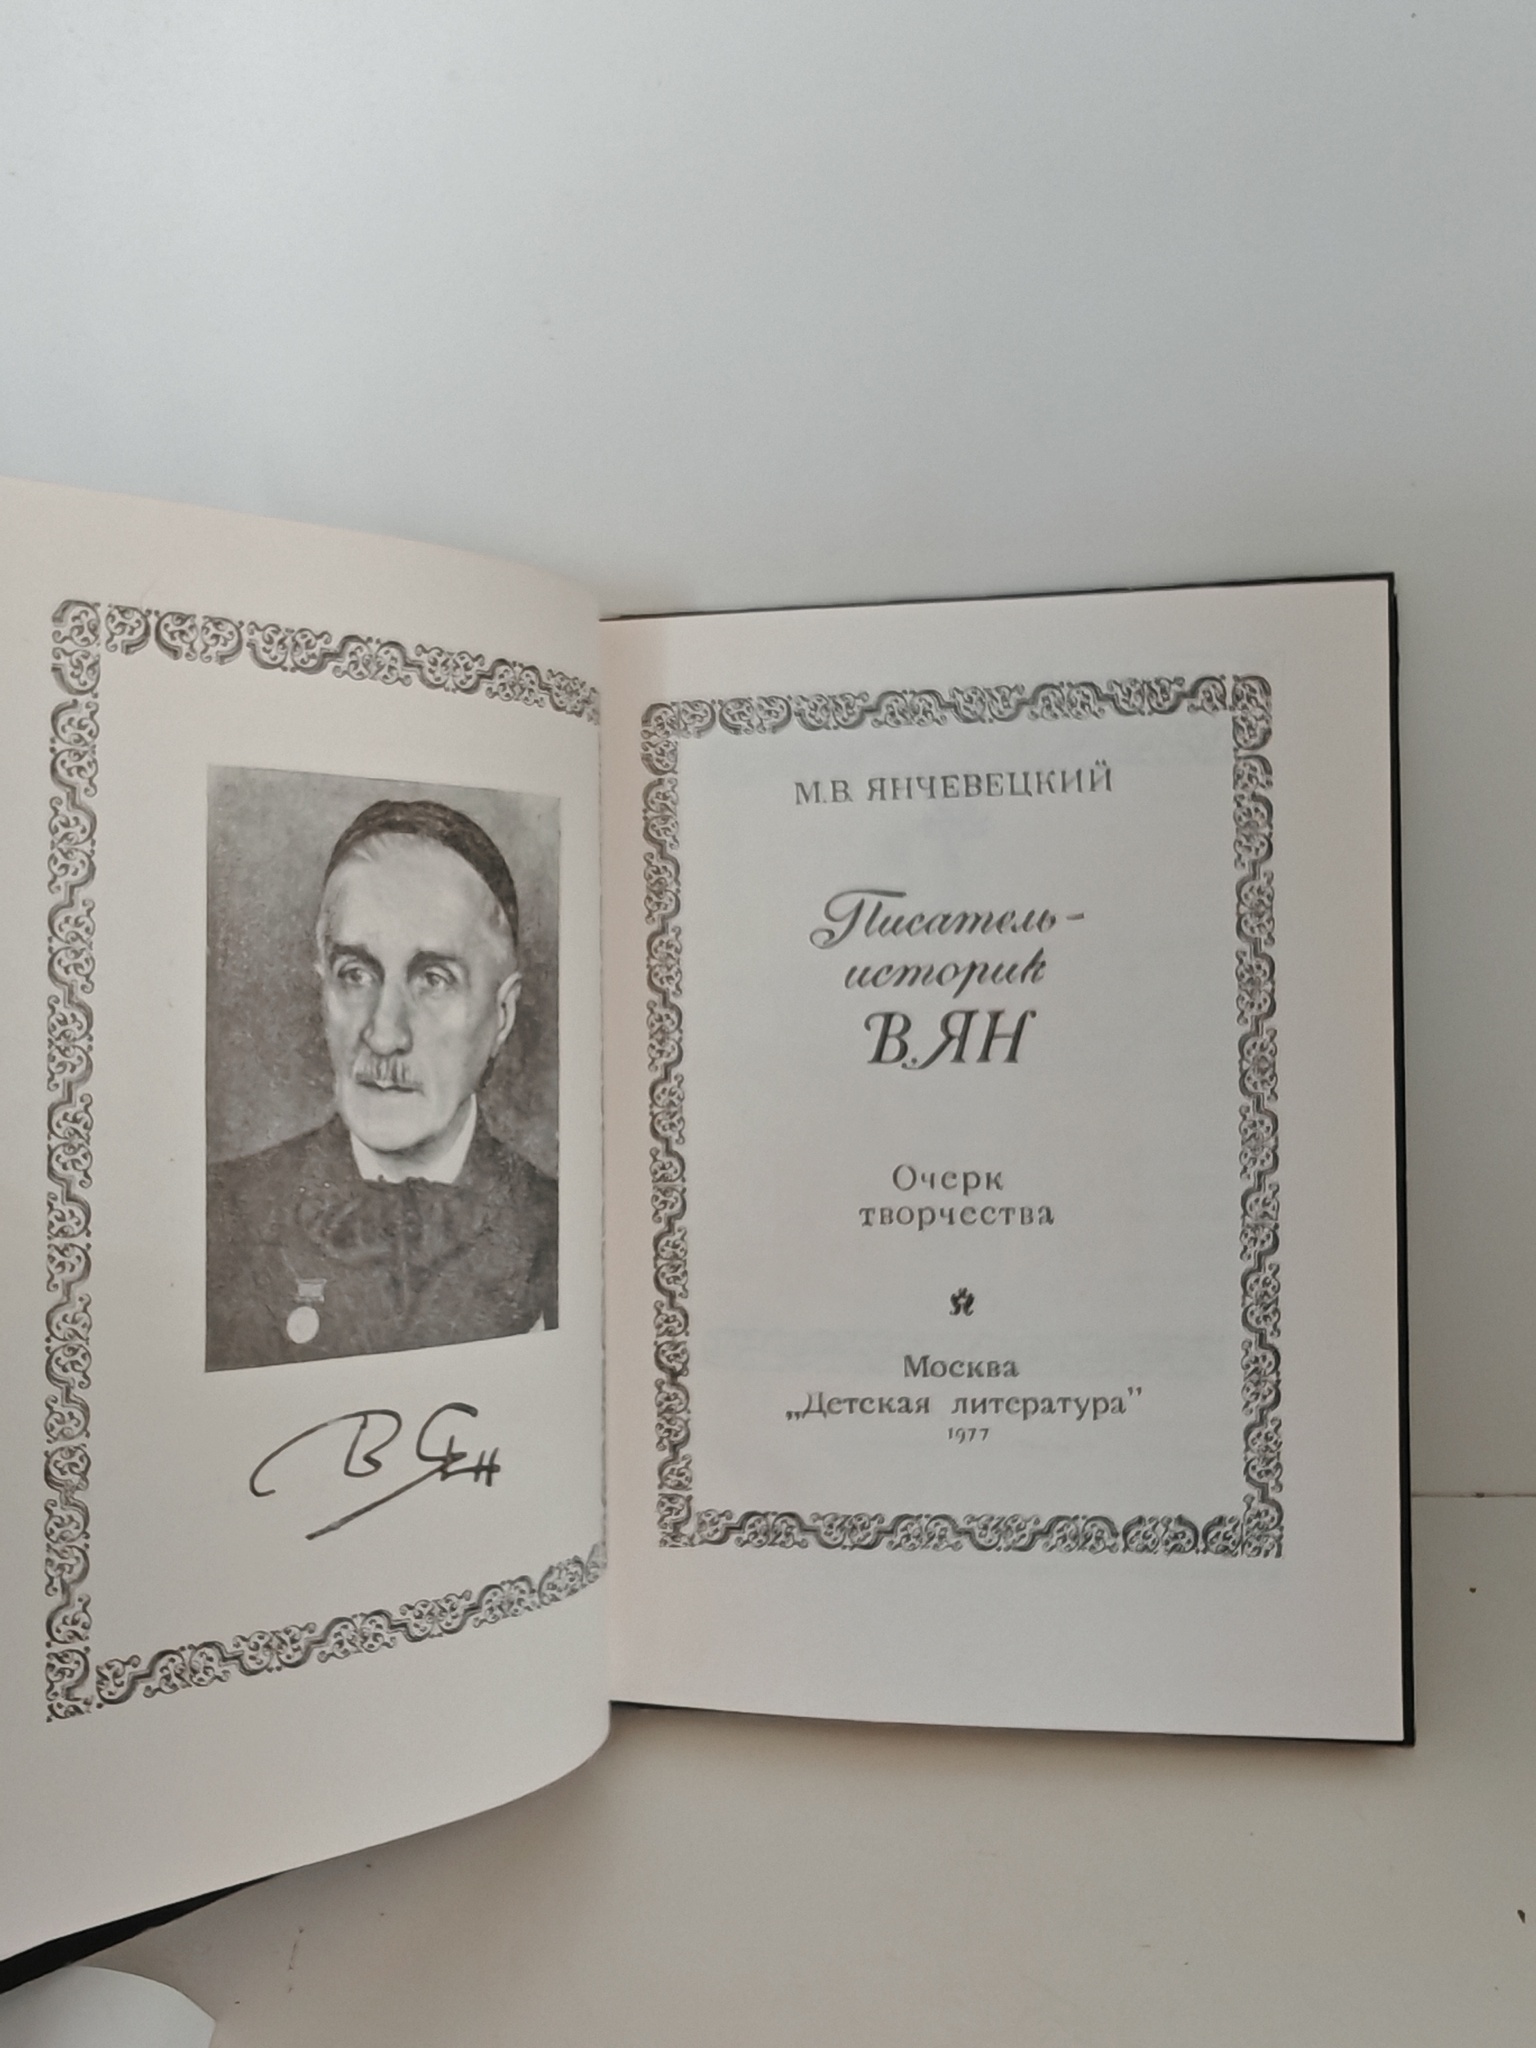 В Ян
М.В. ЯНЧЕВЕЦКИЙ
Писатель-
историк
В. ЯН
Очерк
творчества
Москва
„Детская литература"
1977